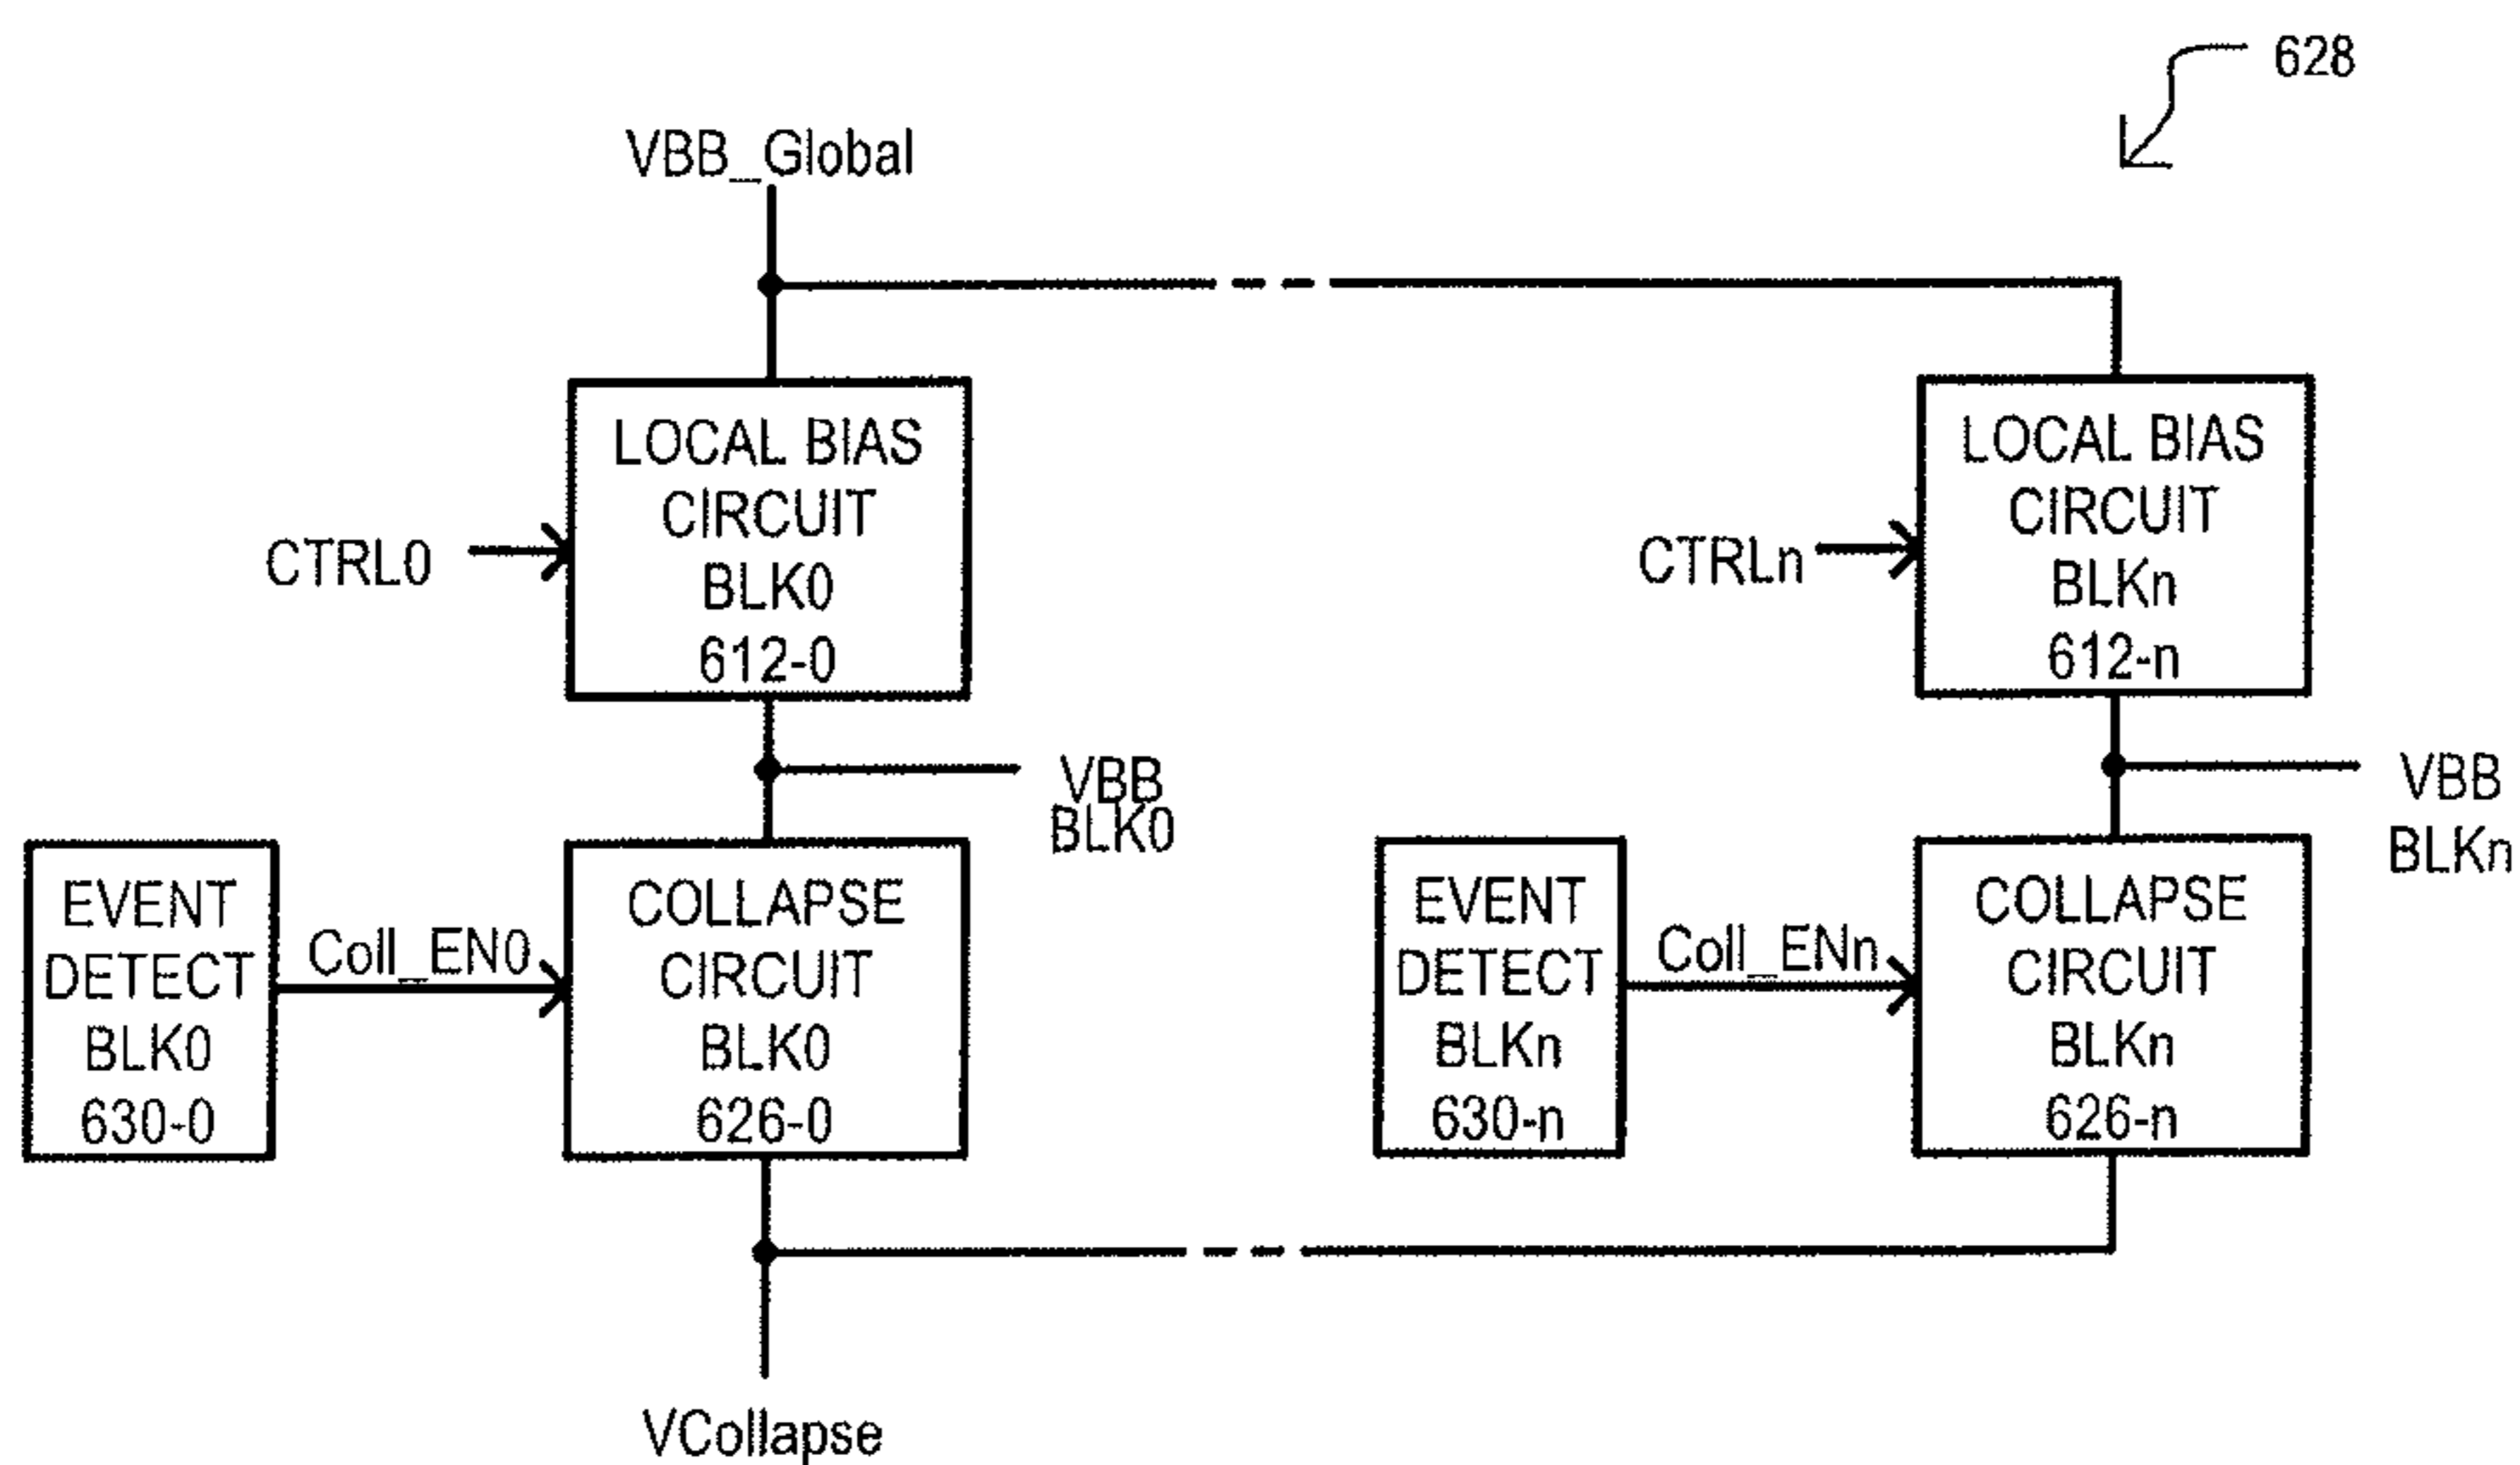 628
VBB_Global
LOCAL BIAS
CIRCUIT
BLK0
612-0
CTRL0
LOCAL BIAS
CIRCUIT
BLKn
612-n
CTRLn
VBB
BLK0
VBB
BLKn
EVENT
DETECT
BLK0
630-0
Coll_EN0
COLLAPSE
CIRCUIT
BLK0
626-0
EVENT
DETECT
BLKn
630-n
Coll_ENn
COLLAPSE
CIRCUIT
BLKn
626-n
VCollapse